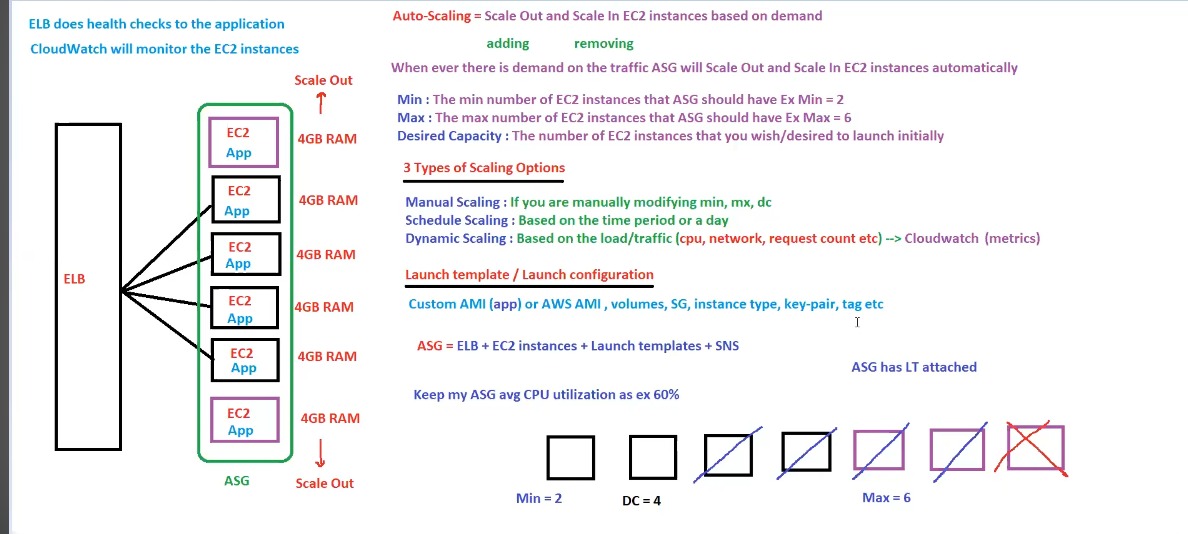 ELB does health checks to the application
CloudWatch will monitor the EC2 instances
Scale Out
EC2
App
4GB RAM
EC2
App
4GB RAM
EC2
App
4GB RAM
ELB
EC2
App
4GB RAM
EC2
App
4GB RAM
EC2
App
4GB RAM
ASG
Scale Out
Auto-Scaling = Scale Out and Scale In EC2 instances based on demand
adding removing
When ever there is demand on the traffic ASG will Scale Out and Scale In EC2 instances automatically
Min : The min number of EC2 instances that ASG should have Ex Min = 2
Max : The max number of EC2 instances that ASG should have Ex Max = 6
Desired Capacity : The number of EC2 instances that you wish/desired to launch initially
3 Types of Scaling Options
Manual Scaling : If you are manually modifying min, mx, dc
Schedule Scaling : Based on the time period or a day
Dynamic Scaling : Based on the load/traffic (cpu, network, request count etc) --> Cloudwatch (metrics)
Launch template / Launch configuration
Custom AMI (app) or AWS AMI , volumes, SG, instance type, key-pair, tag etc
ASG = ELB + EC2 instances + Launch templates + SNS
ASG has LT attached
Keep my ASG avg CPU utilization as ex 60%
Min = 2
DC = 4
Max = 6